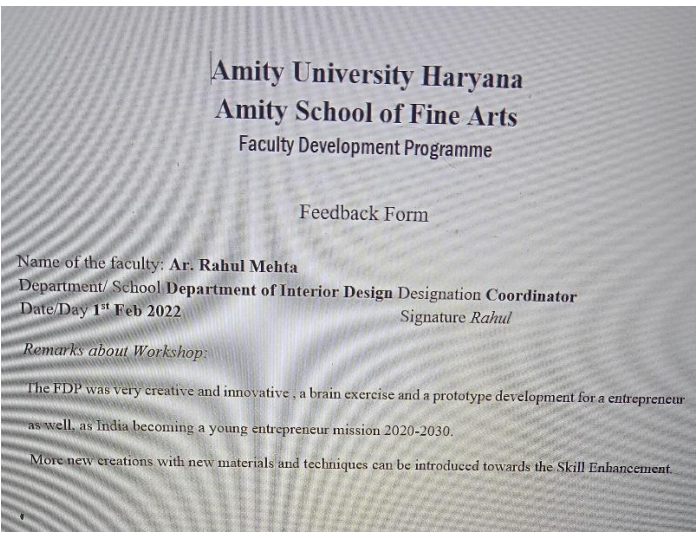 Amity University Haryana
Amity School of Fine Arts
Faculty Development Programme
Feedback Form
Name of the faculty: Ar. Rahul Mehta
Department/ School Department of Interior Design Designation Coordinator
Date/Day 1st Feb 2022 Signature Rahul
Remarks about Workshop:
The FDP was very creative and innovative , a brain exercise and a prototype development for a entrepreneur
as well, as India becoming a young entrepreneur mission 2020-2030.
More new creations with new materials and techniques can be introduced towards the Skill Enhancement.